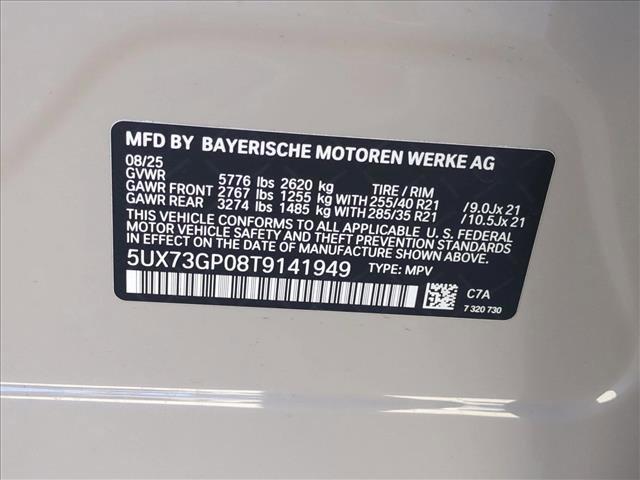 MFD BY BAYERISCHE MOTOREN WERKE AG
08/25
GVWR 5776 lbs 2620 kg TIRE / RIM
GAWR FRONT 2767 lbs 1255 kg WITH 255/40 R21 /9.0Jx 21
GAWR REAR 3274 lbs 1485 kg WITH 285/35 R21 /10.5Jx 21
THIS VEHICLE CONFORMS TO ALL APPLICABLE U. S. FEDERAL
MOTOR VEHICLE SAFETY AND THEFT PREVENTION STANDARDS
IN EFFECT ON THE DATE OF MANUFACTURE SHOWN ABOVE.
5UX73GP08T9141949 TYPE: MPV
C7A
7 320 730